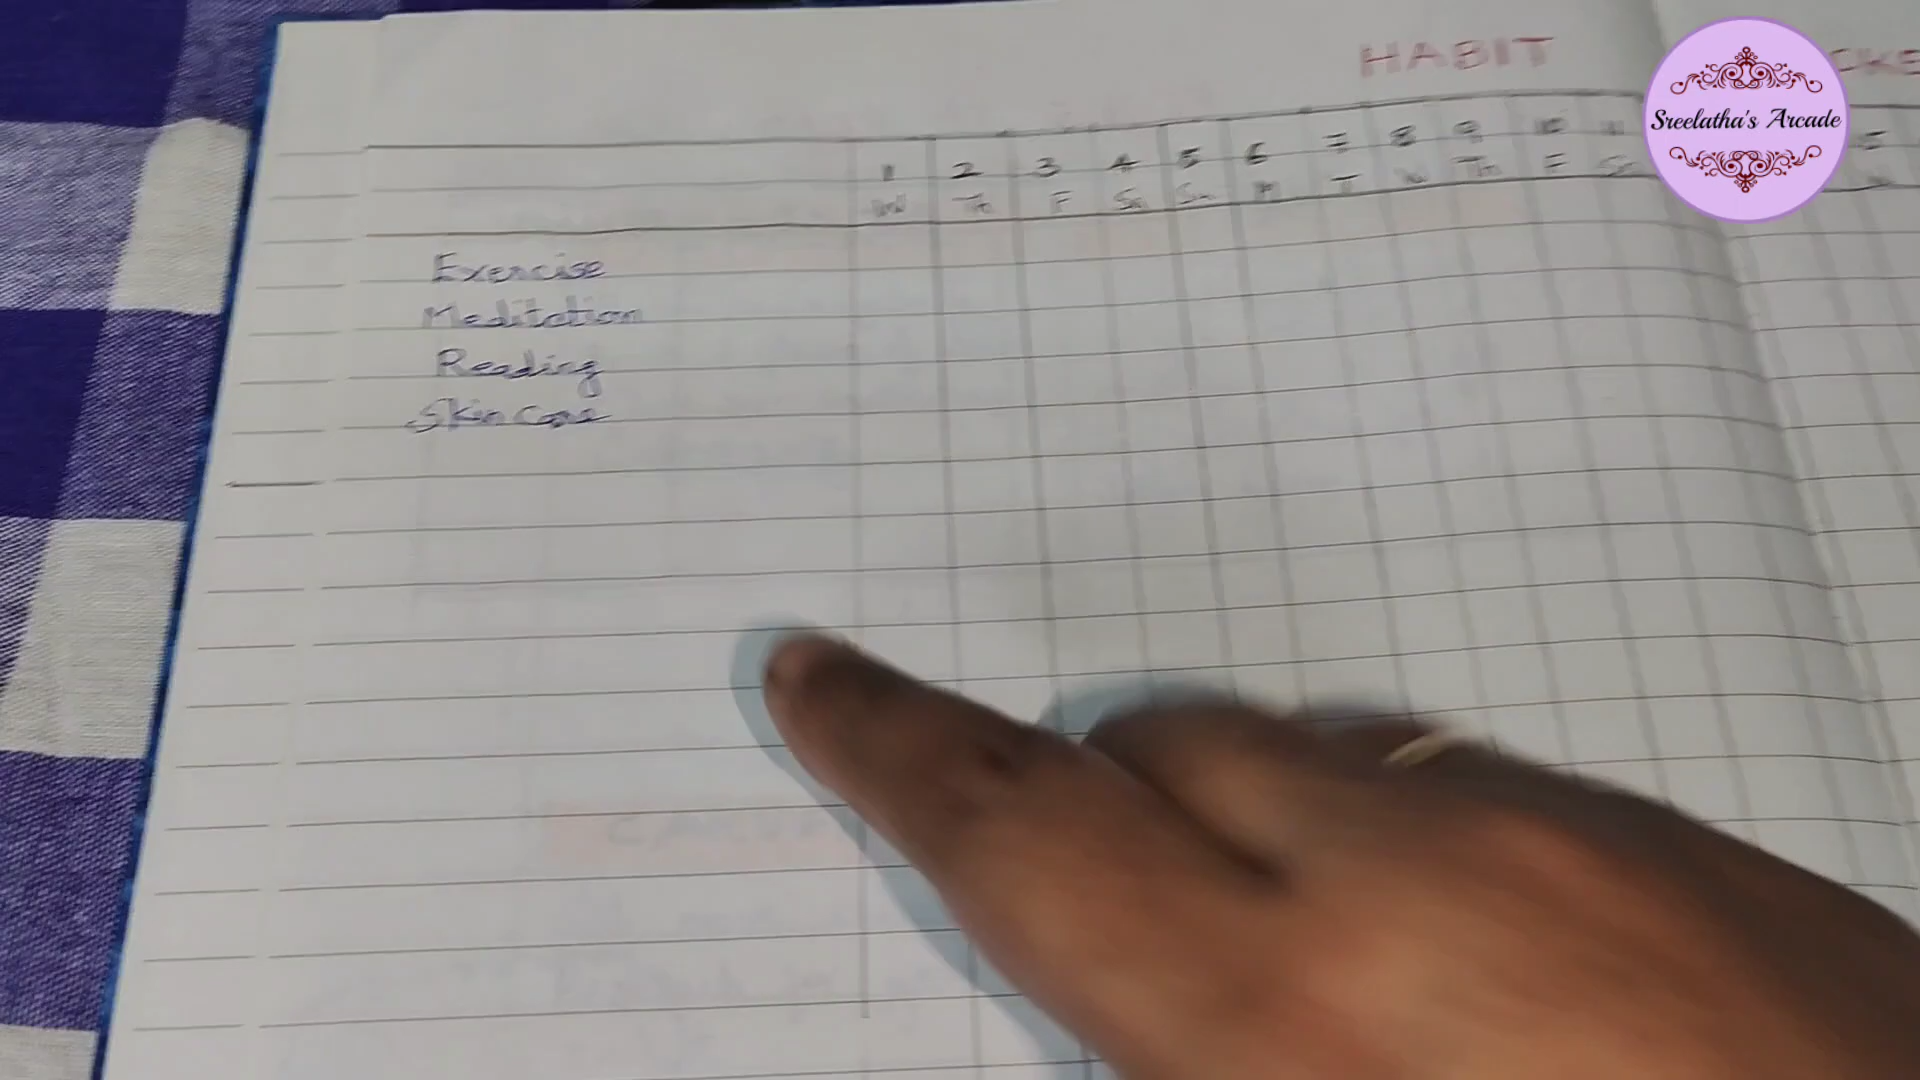 HABIT
Sreelatha's Arcade
1 2 3 4 5 6 7 8 9 10 11
W Th F Sa Su M T W Th F Sa
Exercise
Meditation
Reading
Skin care